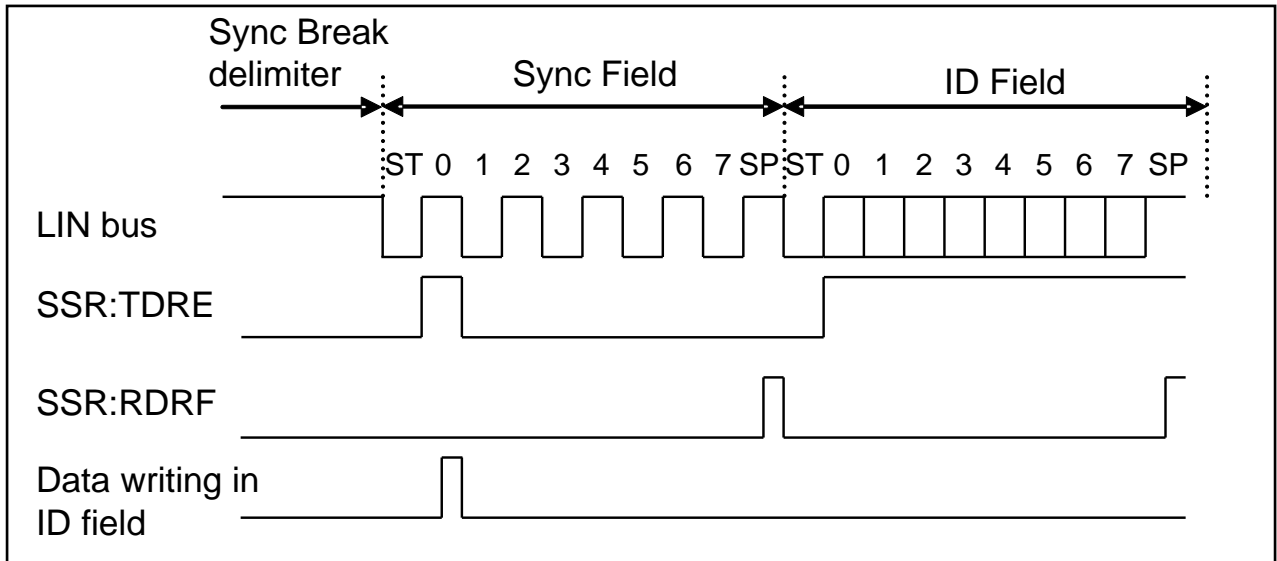 Sync Break
delimiter
Sync Field
ID Field
ST 0 1 2 3 4 5 6 7 SP ST 0 1 2 3 4 5 6 7 SP
LIN bus
SSR:TDRE
SSR:RDRF
Data writing in
ID field